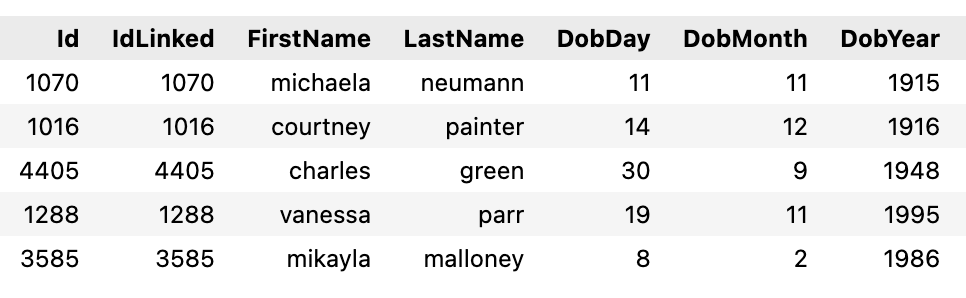 Id IdLinked FirstName LastName DobDay DobMonth DobYear
1070 1070 michaela neumann 11 11 1915
1016 1016 courtney painter 14 12 1916
4405 4405 charles green 30 9 1948
1288 1288 vanessa parr 19 11 1995
3585 3585 mikayla malloney 8 2 1986